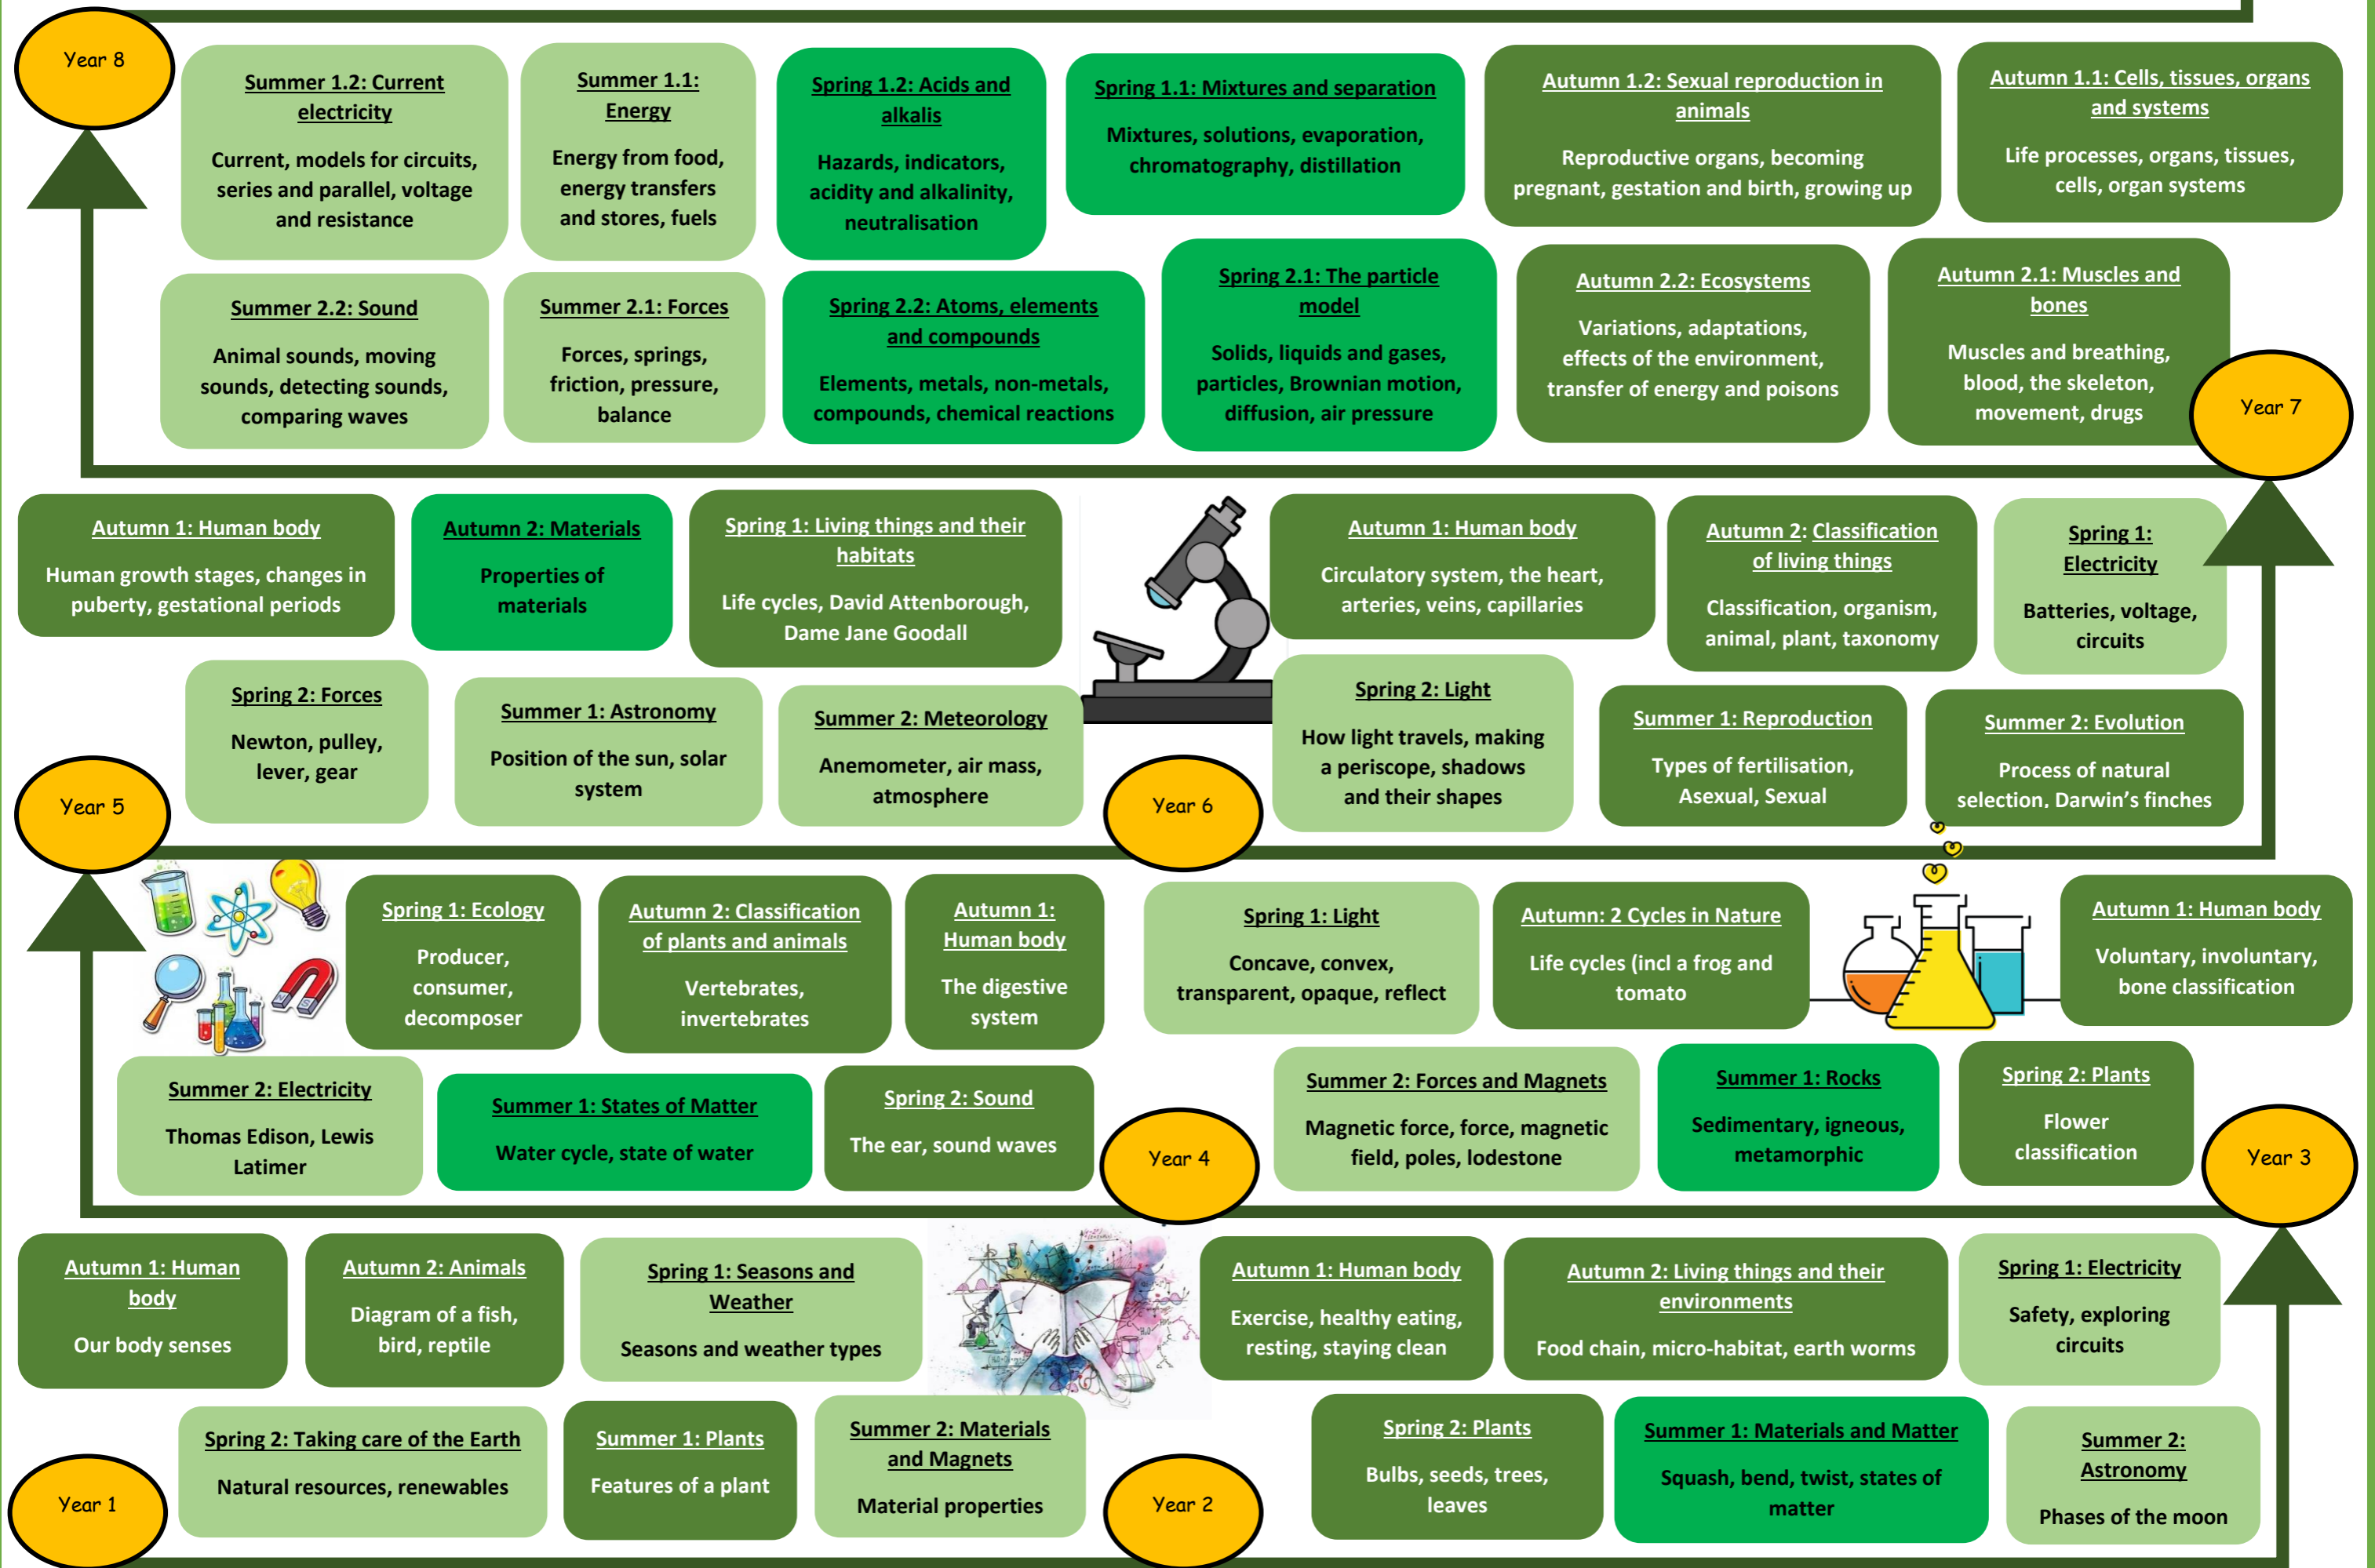 Year 8
Summer 1.2: Current
electricity
Current, models for circuits,
series and parallel, voltage
and resistance
Summer 1.1:
Energy
Energy from food,
energy transfers
and stores, fuels
Spring 1.2: Acids and
alkalis
Hazards, indicators,
acidity and alkalinity,
neutralisation
Spring 1.1: Mixtures and separation
Mixtures, solutions, evaporation,
chromatography, distillation
Autumn 1.2: Sexual reproduction in
animals
Reproductive organs, becoming
pregnant, gestation and birth, growing up
Autumn 1.1: Cells, tissues, organs
and systems
Life processes, organs, tissues,
cells, organ systems
Summer 2.2: Sound
Animal sounds, moving
sounds, detecting sounds,
comparing waves
Summer 2.1: Forces
Forces, springs,
friction, pressure,
balance
Spring 2.2: Atoms, elements
and compounds
Elements, metals, non-metals,
compounds, chemical reactions
Spring 2.1: The particle
model
Solids, liquids and gases,
particles, Brownian motion,
diffusion, air pressure
Autumn 2.2: Ecosystems
Variations, adaptations,
effects of the environment,
transfer of energy and poisons
Autumn 2.1: Muscles and
bones
Muscles and breathing,
blood, the skeleton,
movement, drugs
Year 7
Autumn 1: Human body
Human growth stages, changes in
puberty, gestational periods
Autumn 2: Materials
Properties of
materials
Spring 1: Living things and their
habitats
Life cycles, David Attenborough,
Dame Jane Goodall
Autumn 1: Human body
Circulatory system, the heart,
arteries, veins, capillaries
Autumn 2: Classification
of living things
Classification, organism,
animal, plant, taxonomy
Spring 1:
Electricity
Batteries, voltage,
circuits
Spring 2: Forces
Newton, pulley,
lever, gear
Summer 1: Astronomy
Position of the sun, solar
system
Summer 2: Meteorology
Anemometer, air mass,
atmosphere
Spring 2: Light
How light travels, making
a periscope, shadows
and their shapes
Summer 1: Reproduction
Types of fertilisation,
Asexual, Sexual
Summer 2: Evolution
Process of natural
selection, Darwin's finches
Year 5
Year 6
Spring 1: Ecology
Producer,
consumer,
decomposer
Autumn 2: Classification
of plants and animals
Vertebrates,
invertebrates
Autumn 1:
Human body
The digestive
system
Spring 1: Light
Concave, convex,
transparent, opaque, reflect
Autumn: 2 Cycles in Nature
Life cycles (incl a frog and
tomato
Autumn 1: Human body
Voluntary, involuntary,
bone classification
Summer 2: Electricity
Thomas Edison, Lewis
Latimer
Summer 1: States of Matter
Water cycle, state of water
Spring 2: Sound
The ear, sound waves
Year 4
Summer 2: Forces and Magnets
Magnetic force, force, magnetic
field, poles, lodestone
Summer 1: Rocks
Sedimentary, igneous,
metamorphic
Spring 2: Plants
Flower
classification
Year 3
Autumn 1: Human
body
Our body senses
Autumn 2: Animals
Diagram of a fish,
bird, reptile
Spring 1: Seasons and
Weather
Seasons and weather types
Autumn 1: Human body
Exercise, healthy eating,
resting, staying clean
Autumn 2: Living things and their
environments
Food chain, micro-habitat, earth worms
Spring 1: Electricity
Safety, exploring
circuits
Spring 2: Taking care of the Earth
Natural resources, renewables
Summer 1: Plants
Features of a plant
Summer 2: Materials
and Magnets
Material properties
Spring 2: Plants
Bulbs, seeds, trees,
leaves
Summer 1: Materials and Matter
Squash, bend, twist, states of
matter
Summer 2:
Astronomy
Phases of the moon
Year 1
Year 2